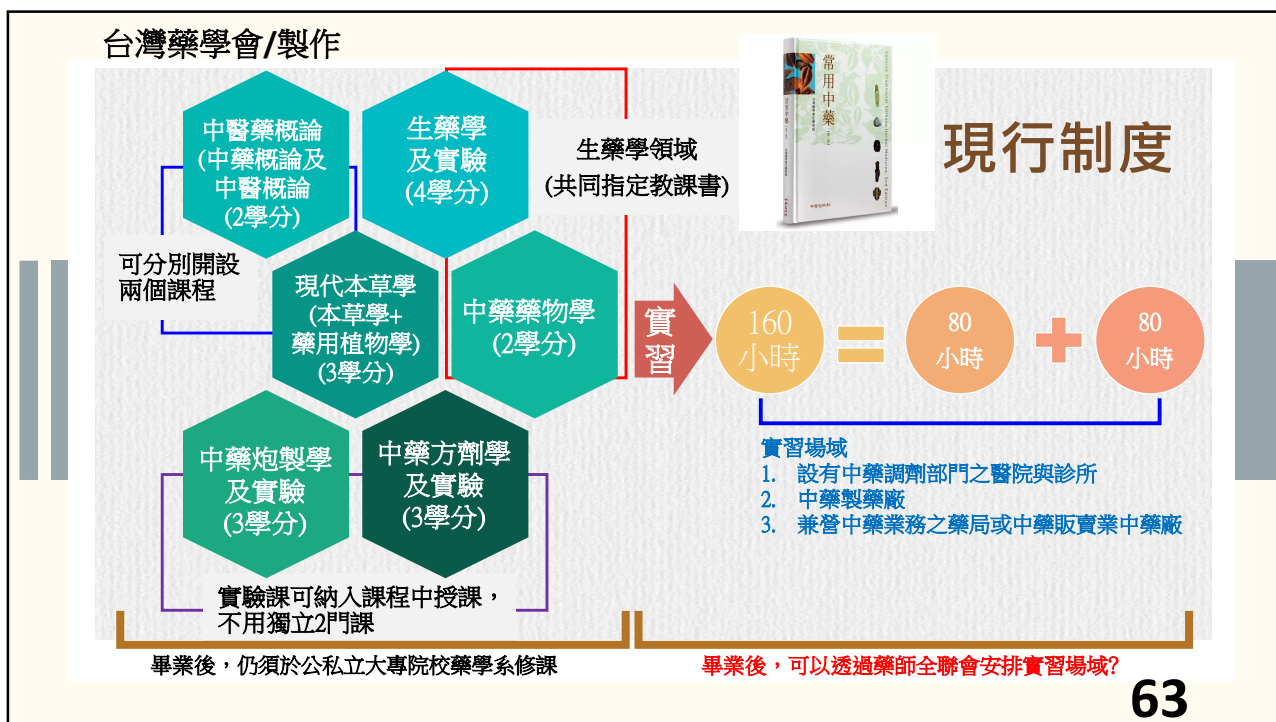 台灣藥學會/製作
中醫藥概論
(中藥概論及
中醫概論
(2學分)
生藥學
及實驗
(4學分)
生藥學領域
(共同指定教課書)
常用中藥
現行制度
可分別開設
兩個課程
現代本草學
(本草學+
藥用植物學)
(3學分)
中藥藥物學
(2學分)
實習
160
小時
=
80
小時
+
80
小時
中藥炮製學
及實驗
(3學分)
中藥方劑學
及實驗
(3學分)
實習場域
1. 設有中藥調劑部門之醫院與診所
2. 中藥製藥廠
3. 兼營中藥業務之藥局或中藥販賣業中藥廠
實驗課可納入課程中授課，
不用獨立2門課
畢業後，仍須於公私立大專院校藥學系修課
畢業後，可以透過藥師全聯會安排實習場域?
63